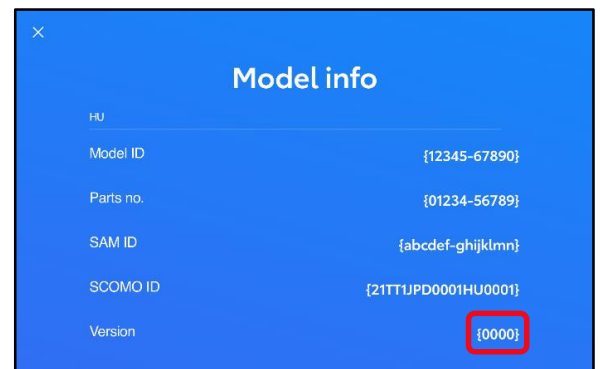 Model info
HU
Model ID {12345-67890}
Parts no. {01234-56789}
SAM ID {abcdef-ghijklmn}
SCOMO ID {21TT1JPD0001HU0001}
Version {0000}